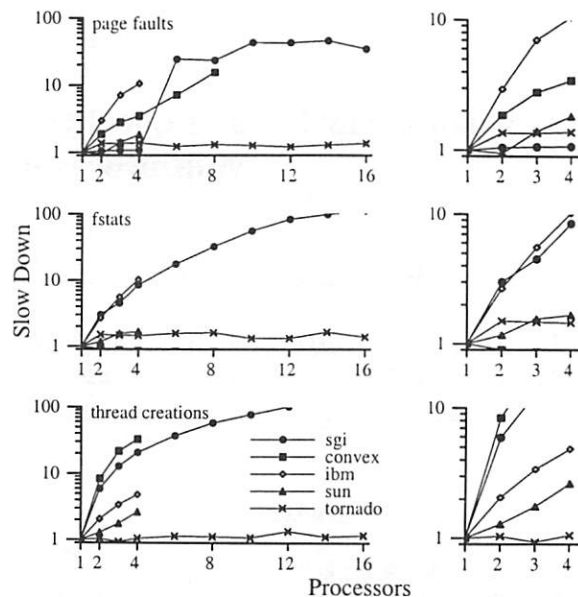 page faults
100
10
1
1 2 4 8 12 16
10
1
1 2 3 4
fstats
100
10
1
1 2 4 8 12 16
10
1
1 2 3 4
thread creations
100
10
1
1 2 4 8 12 16
10
1
1 2 3 4
sgi
convex
ibm
sun
tornado
Slow Down
Processors